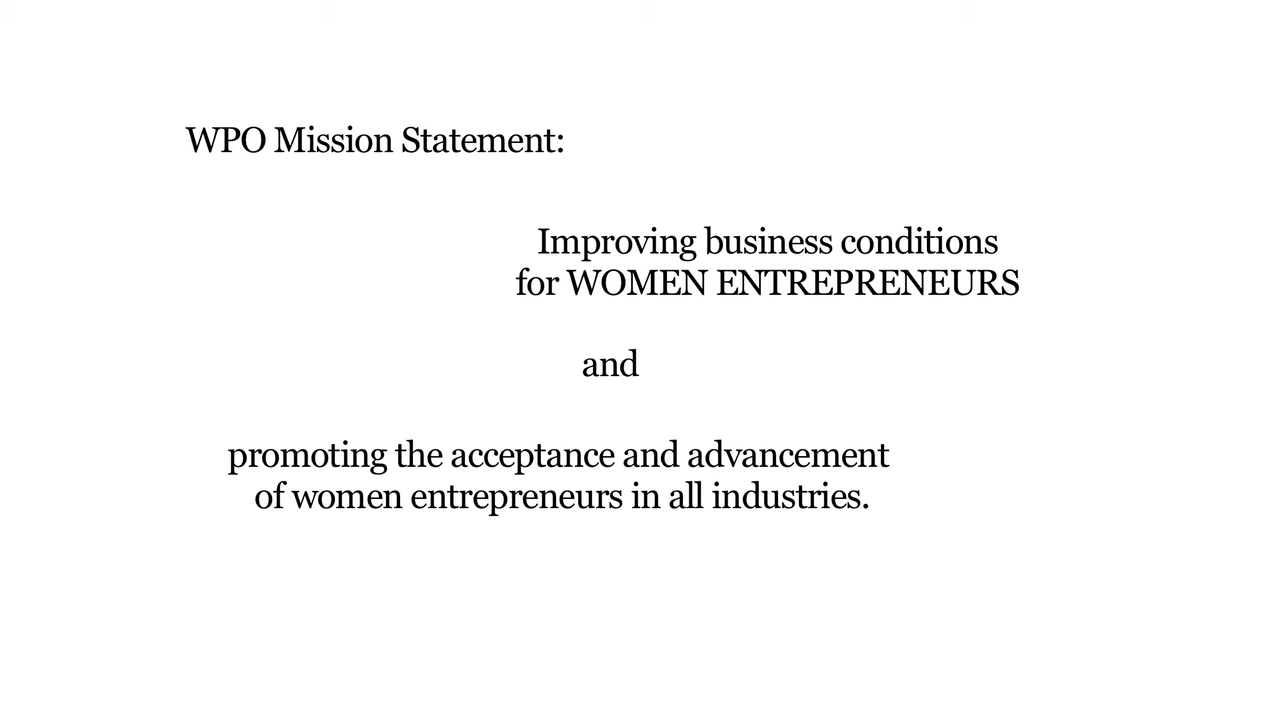 WPO Mission Statement:
Improving business conditions
for WOMEN ENTREPRENEURS
and
promoting the acceptance and advancement
of women entrepreneurs in all industries.